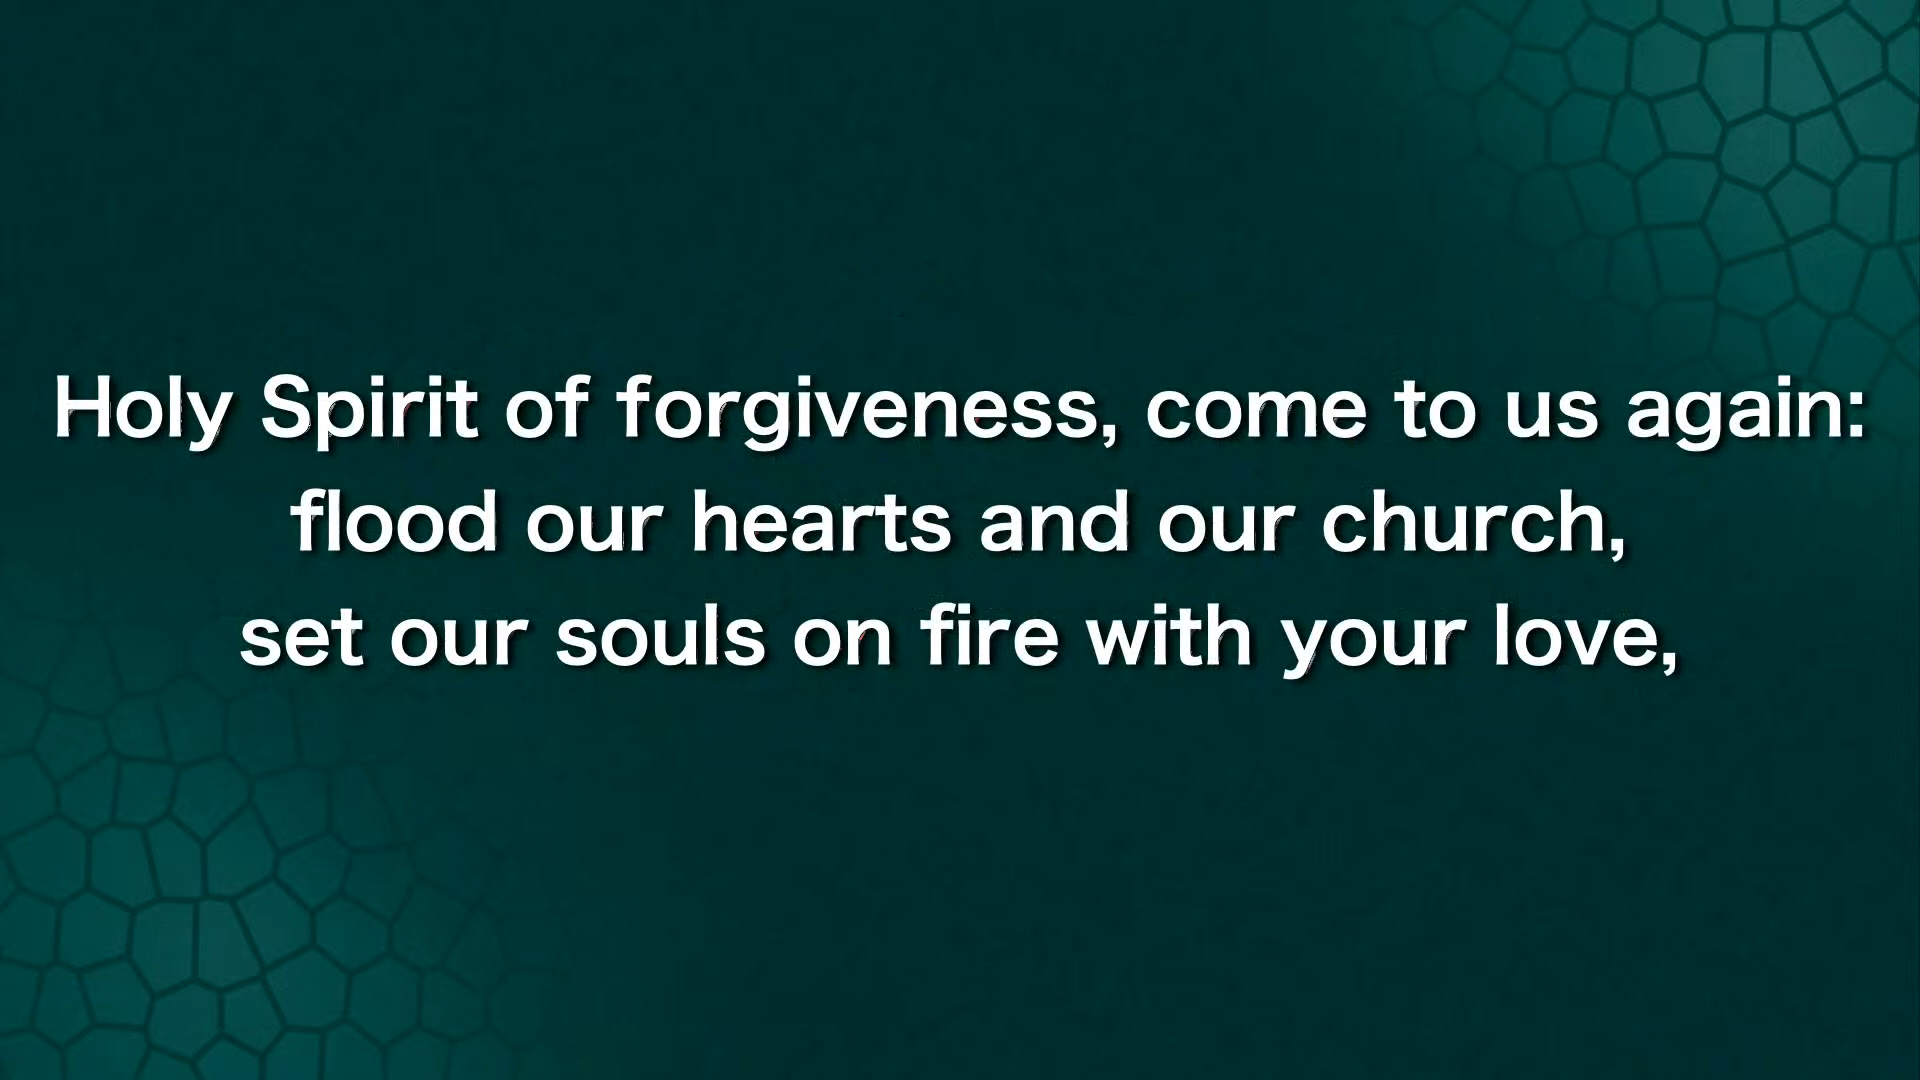 Holy Spirit of forgiveness, come to us again:
flood our hearts and our church,
set our souls on fire with your love,